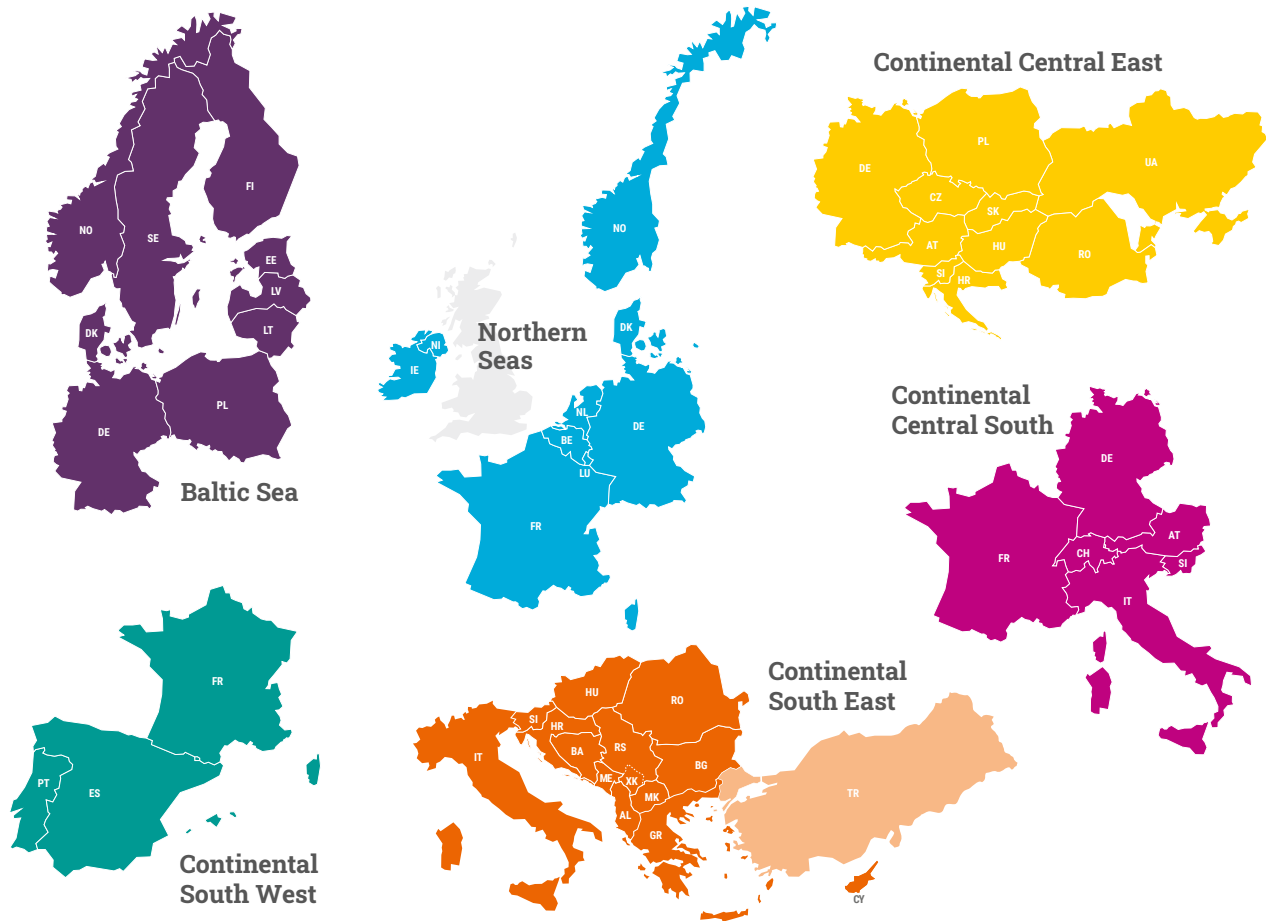 NO
SE
FI
EE
LV
LT
DK
DE
PL
Baltic Sea
NO
DK
NI
IE
Northern
Seas
NL
BE
DE
LU
FR
Continental Central East
DE
PL
UA
CZ
SK
AT
HU
RO
SI
HR
Continental
Central South
DE
FR
CH
AT
SI
IT
FR
PT
ES
Continental
South West
Continental
South East
HU
RO
SI
HR
IT
BA
RS
BG
ME
XK
MK
AL
GR
TR
CY